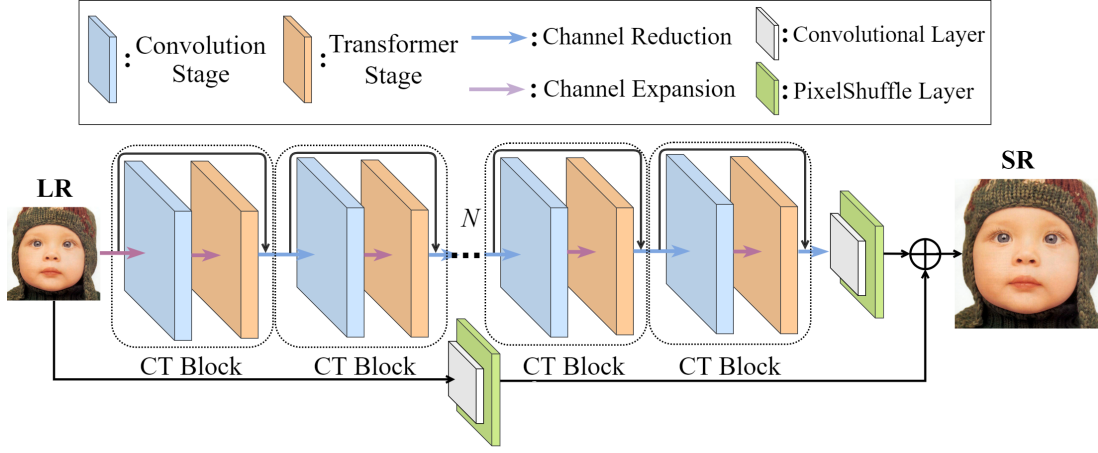 : Convolution
Stage
: Transformer
Stage
: Channel Reduction
: Channel Expansion
: Convolutional Layer
: PixelShuffle Layer
LR
N
SR
CT Block
CT Block
CT Block
CT Block